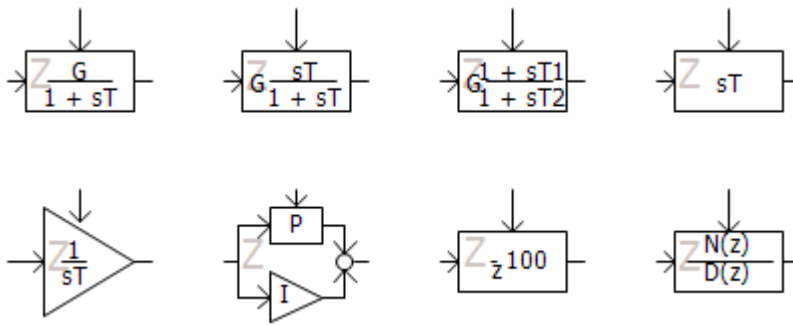 Z G
1 + sT
Z G sT
1 + sT
Z G 1 + sT1
1 + sT2
Z sT
Z 1
sT
P
Z
I
Z z-100
Z N(z)
D(z)